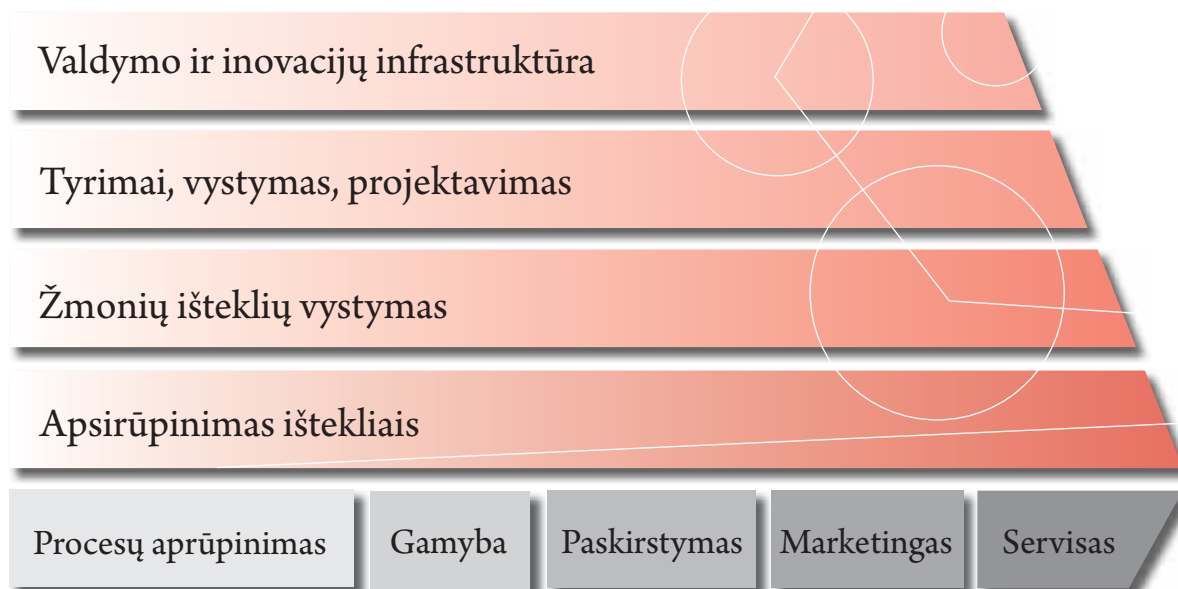 Valdymo ir inovacijų infrastruktūra
Tyrimai, vystymas, projektavimas
Žmonių išteklių vystymas
Apsirūpinimas ištekliais
Procesų aprūpinimas
Gamyba
Paskirstymas
Marketingas
Servisas